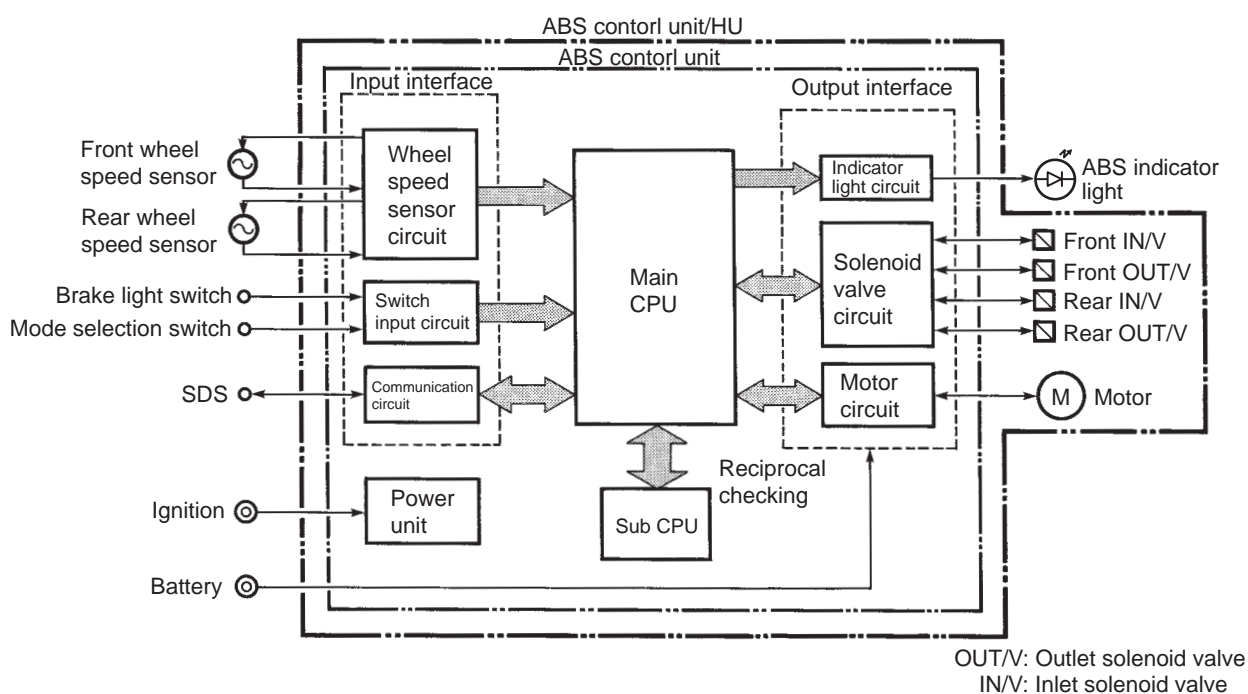 ABS contorl unit/HU
ABS contorl unit
Input interface
Output interface
Front wheel
speed sensor
Rear wheel
speed sensor
Wheel
speed
sensor
circuit
Brake light switch
Mode selection switch
Switch
input circuit
SDS
Communication
circuit
Ignition
Power
unit
Battery
Main
CPU
Reciprocal
checking
Sub CPU
Indicator
light circuit
ABS indicator
light
Solenoid
valve
circuit
Front IN/V
Front OUT/V
Rear IN/V
Rear OUT/V
Motor
circuit
M
Motor
OUT/V: Outlet solenoid valve
IN/V: Inlet solenoid valve